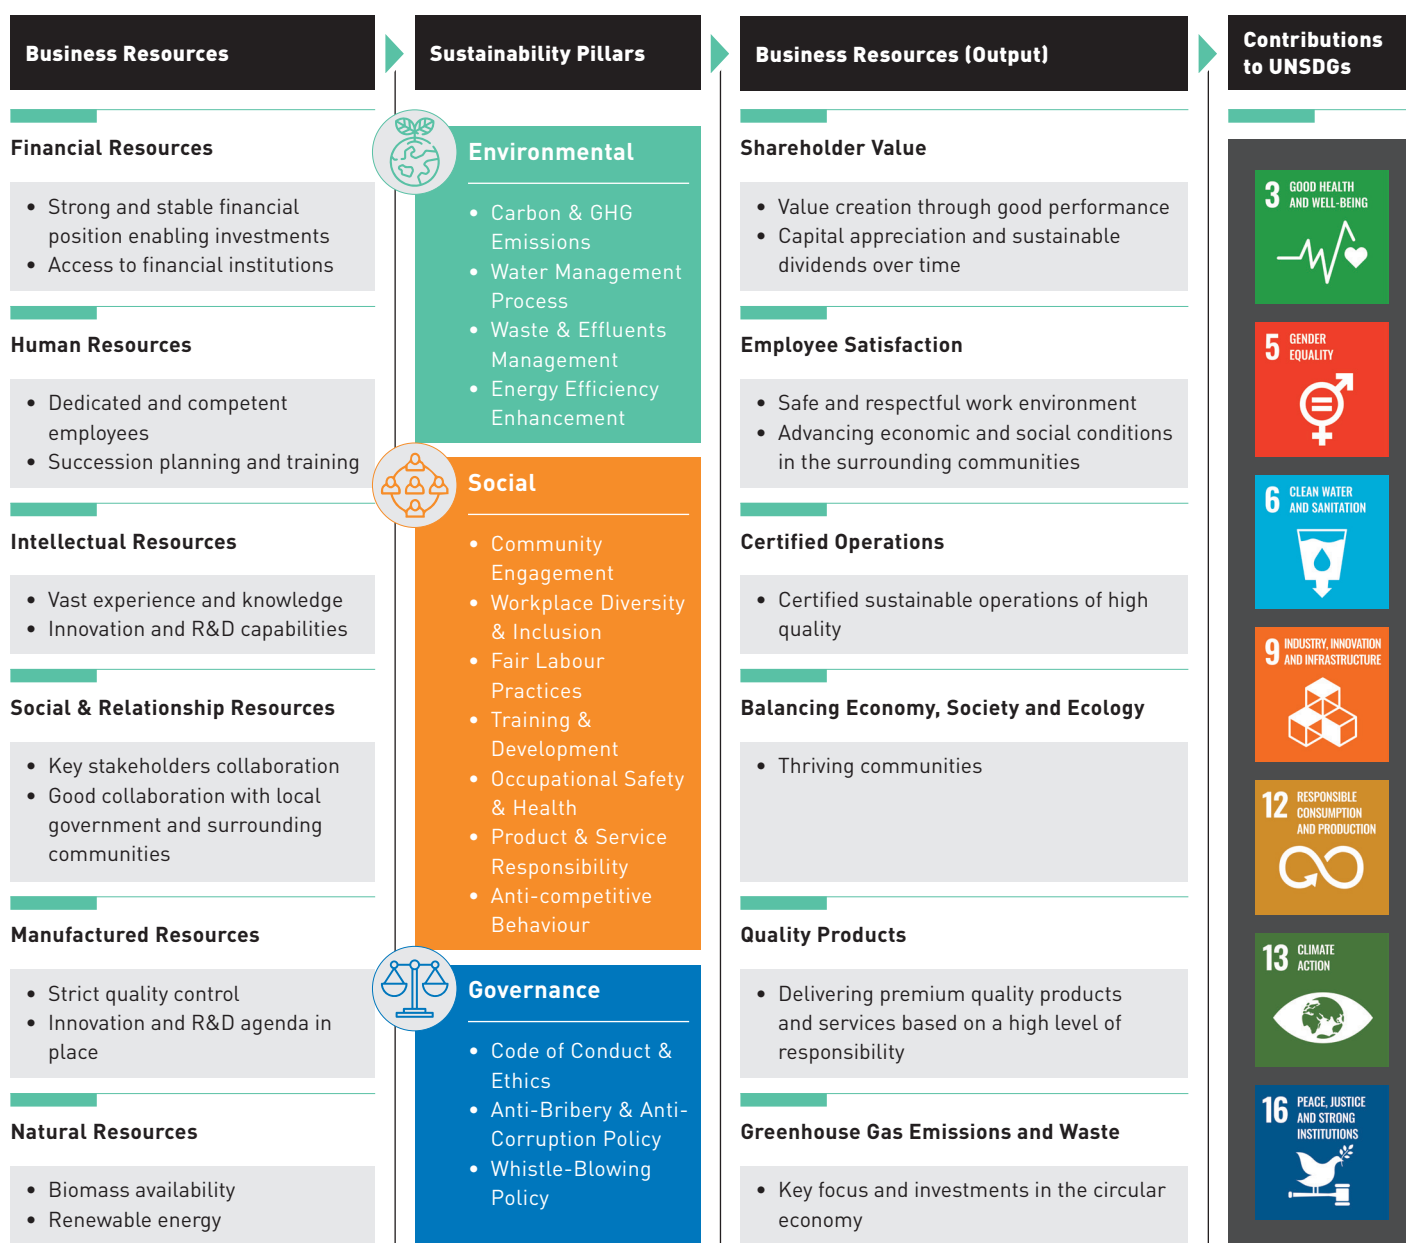 Business Resources
Financial Resources
• Strong and stable financial
position enabling investments
• Access to financial institutions
Human Resources
• Dedicated and competent
employees
• Succession planning and training
Intellectual Resources
• Vast experience and knowledge
• Innovation and R&D capabilities
Social & Relationship Resources
• Key stakeholders collaboration
• Good collaboration with local
government and surrounding
communities
Manufactured Resources
• Strict quality control
• Innovation and R&D agenda in
place
Natural Resources
• Biomass availability
• Renewable energy
Sustainability Pillars
Environmental
• Carbon & GHG
Emissions
• Water Management
Process
• Waste & Effluents
Management
• Energy Efficiency
Enhancement
Social
• Community
Engagement
• Workplace Diversity
& Inclusion
• Fair Labour
Practices
• Training &
Development
• Occupational Safety
& Health
• Product & Service
Responsibility
• Anti-competitive
Behaviour
Governance
• Code of Conduct &
Ethics
• Anti-Bribery & Anti-
Corruption Policy
• Whistle-Blowing
Policy
Business Resources (Output)
Shareholder Value
• Value creation through good performance
• Capital appreciation and sustainable
dividends over time
Employee Satisfaction
• Safe and respectful work environment
• Advancing economic and social conditions
in the surrounding communities
Certified Operations
• Certified sustainable operations of high
quality
Balancing Economy, Society and Ecology
• Thriving communities
Quality Products
• Delivering premium quality products
and services based on a high level of
responsibility
Greenhouse Gas Emissions and Waste
• Key focus and investments in the circular
economy
Contributions
to UNSDGs
3 GOOD HEALTH
AND WELL-BEING
5 GENDER
EQUALITY
6 CLEAN WATER
AND SANITATION
9 INDUSTRY, INNOVATION
AND INFRASTRUCTURE
12 RESPONSIBLE
CONSUMPTION
AND PRODUCTION
13 CLIMATE
ACTION
16 PEACE, JUSTICE
AND STRONG
INSTITUTIONS